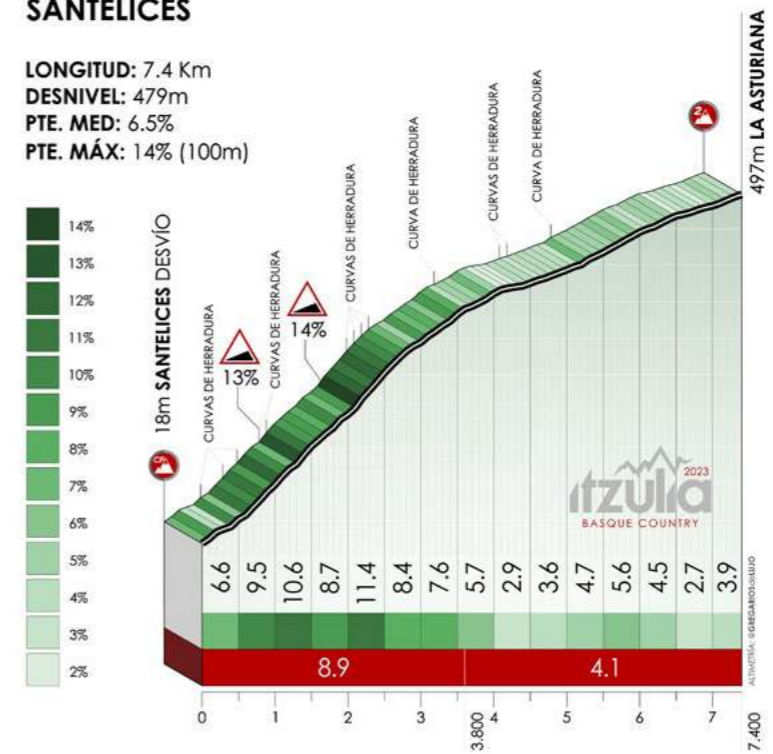 SANTELICES
LONGITUD: 7.4 Km
DESNIVEL: 479m
PTE. MED: 6.5%
PTE. MÁX: 14% (100m)
14%
13%
12%
11%
10%
9%
8%
7%
6%
5%
4%
3%
2%
18m SANTELICES DESVÍO
CURVAS DE HERRADURA
13%
CURVAS DE HERRADURA
14%
CURVAS DE HERRADURA
CURVA DE HERRADURA
CURVAS DE HERRADURA
CURVA DE HERRADURA
2ª
497m LA ASTURIANA
2023
itzulia
BASQUE COUNTRY
6.6
9.5
10.6
8.7
11.4
8.4
7.6
5.7
2.9
3.6
4.7
5.6
4.5
2.7
3.9
8.9
4.1
0
1
2
3
3.800
4
5
6
7
7.400
ALTIMETRÍA: @GREGARIOSdeLUJO